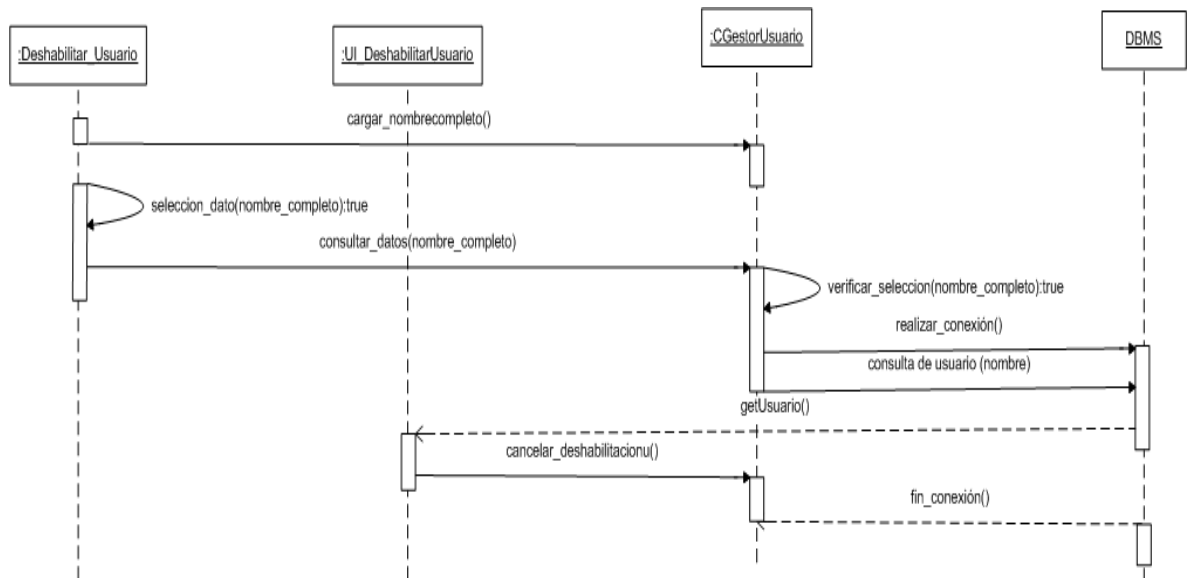 :Deshabilitar_Usuario
:UI_DeshabilitarUsuario
:CGestorUsuario
DBMS
cargar_nombrecompleto()
seleccion_dato(nombre_completo):true
consultar_datos(nombre_completo)
verificar_seleccion(nombre_completo):true
realizar_conexión()
consulta de usuario (nombre)
getUsuario()
cancelar_deshabilitacionu()
fin_conexión()